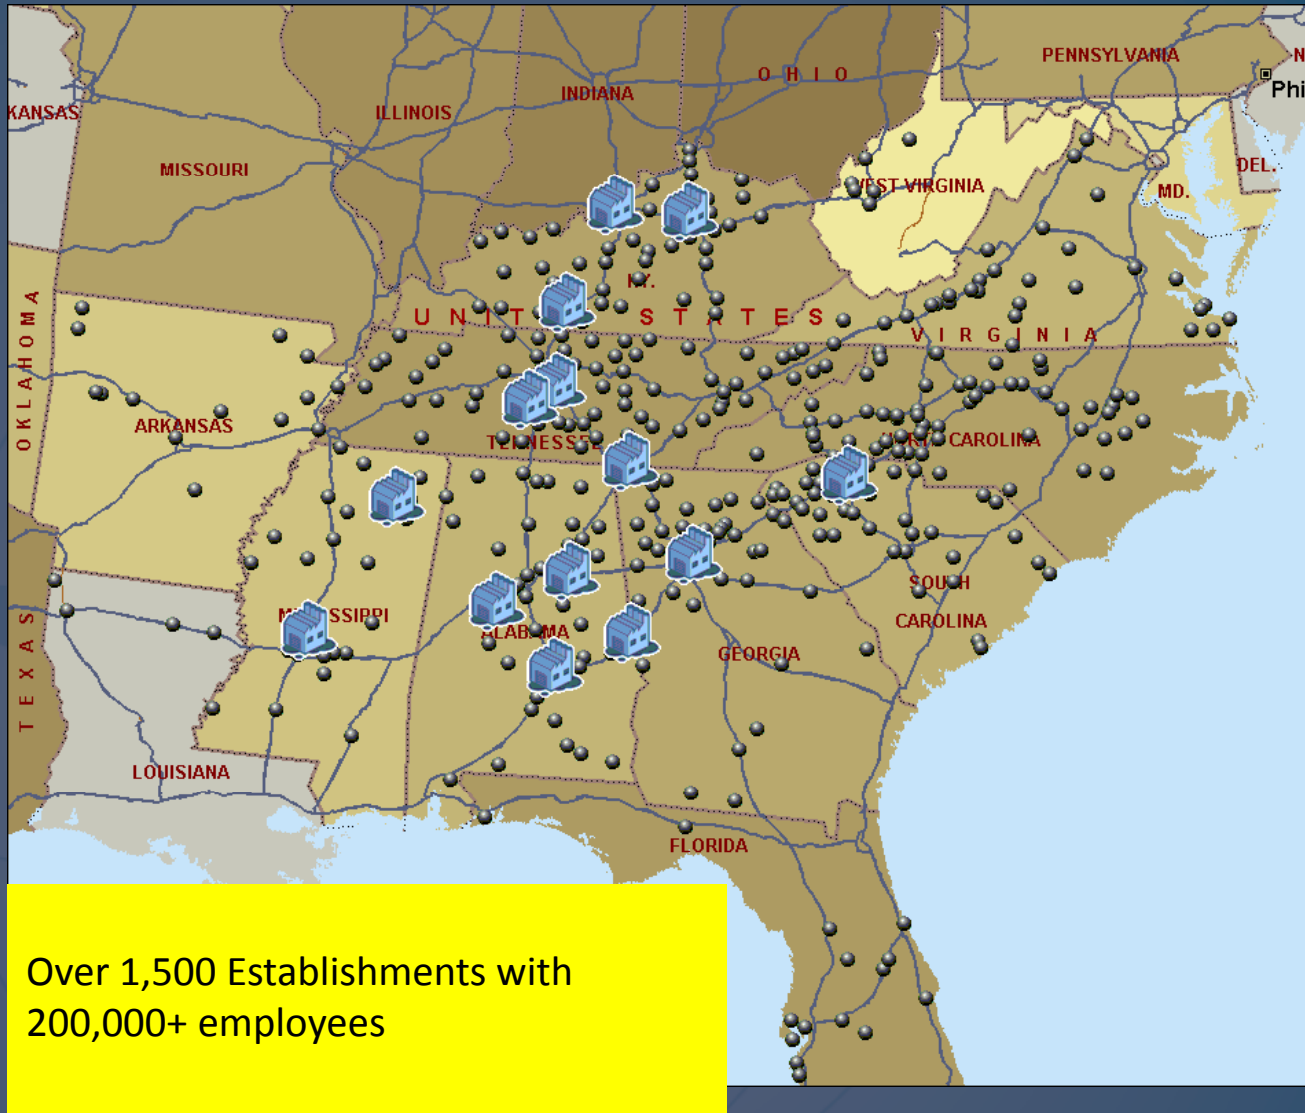 PENNSYLVANIA
N
OHIO
Phi
INDIANA
KANSAS
ILLINOIS
MISSOURI
DEL.
WEST VIRGINIA
MD.
KY.
UNITED STATES
VIRGINIA
OKLAHOMA
ARKANSAS
TENNESSEE
NORTH CAROLINA
SOUTH
CAROLINA
MISSISSIPPI
ALABAMA
GEORGIA
TEXAS
LOUISIANA
FLORIDA
Over 1,500 Establishments with
200,000+ employees